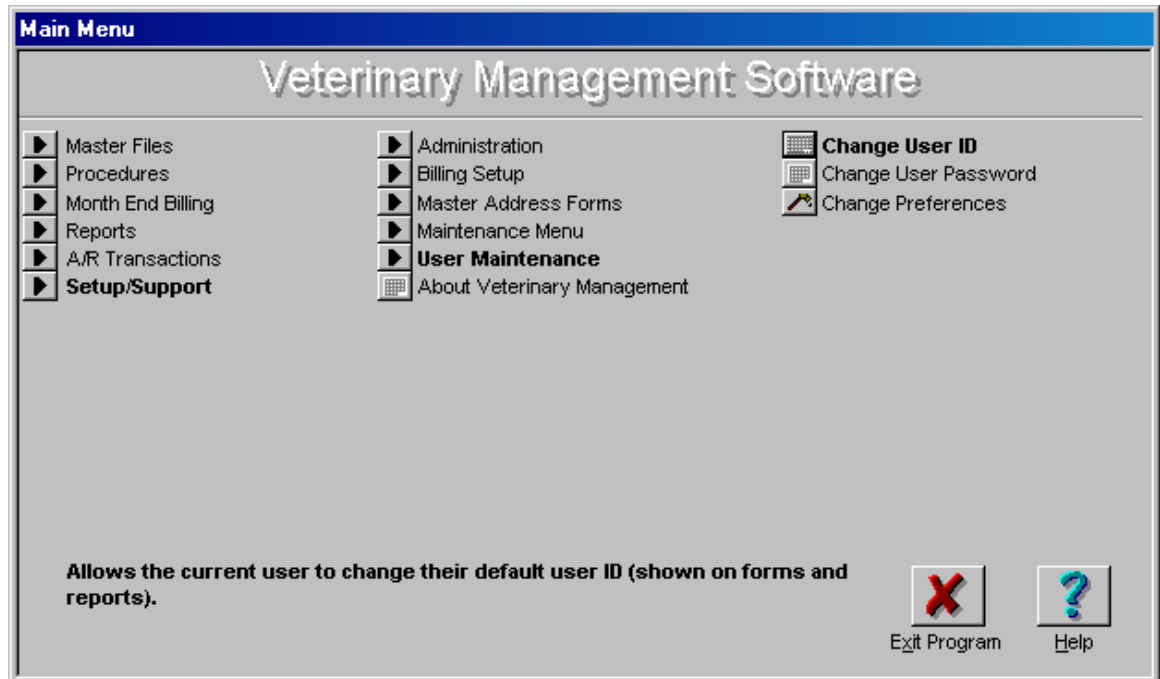 Main Menu
Veterinary Management Software
Master Files
Procedures
Month End Billing
Reports
A/R Transactions
Setup/Support
Administration
Billing Setup
Master Address Forms
Maintenance Menu
User Maintenance
About Veterinary Management
Change User ID
Change User Password
Change Preferences
Allows the current user to change their default user ID (shown on forms and
reports).
Exit Program
Help